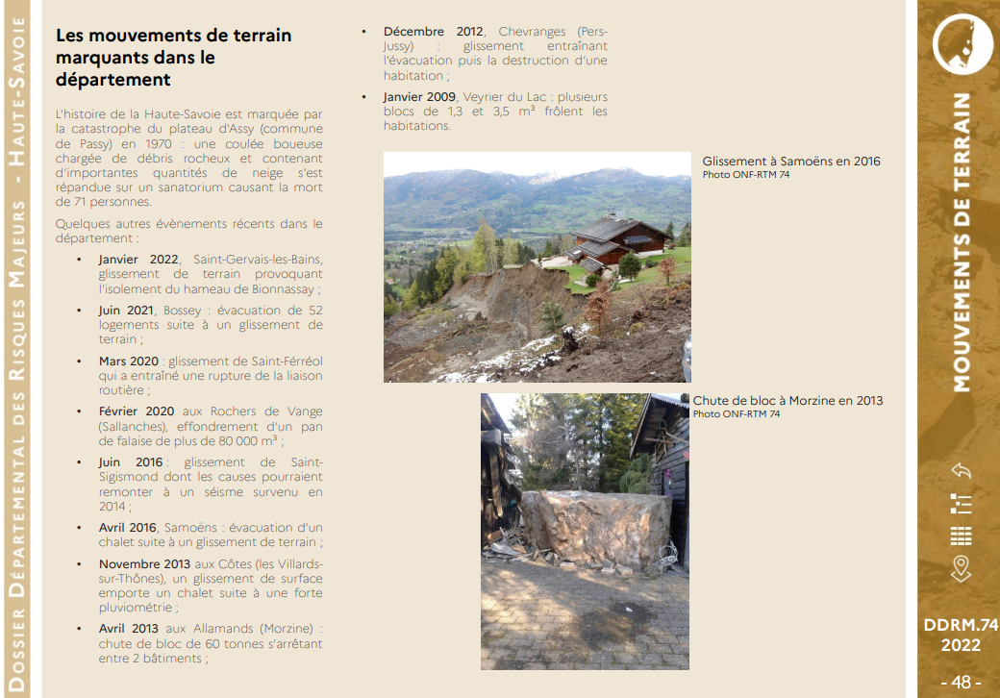 DOSSIER DÉPARTEMENTAL DES RISQUES MAJEURS - HAUTE-SAVOIE
Les mouvements de terrain
marquants dans le
département
L'histoire de la Haute-Savoie est marquée par
la catastrophe du plateau d'Assy (commune
de Passy) en 1970 : une coulée boueuse
chargée de débris rocheux et contenant
d'importantes quantités de neige s'est
répandue sur un sanatorium causant la mort
de 71 personnes.
Quelques autres évènements récents dans le
département :
• Janvier 2022, Saint-Gervais-les-Bains,
glissement de terrain provoquant
l'isolement du hameau de Bionnassay ;
• Juin 2021, Bossey : évacuation de 52
logements suite à un glissement de
terrain ;
• Mars 2020 : glissement de Saint-Férréol
qui a entraîné une rupture de la liaison
routière ;
• Février 2020 aux Rochers de Vange
(Sallanches), effondrement d'un pan
de falaise de plus de 80 000 m³ ;
• Juin 2016 : glissement de Saint-
Sigismond dont les causes pourraient
remonter à un séisme survenu en
2014 ;
• Avril 2016, Samoëns : évacuation d'un
chalet suite à un glissement de terrain ;
• Novembre 2013 aux Côtes (les Villards-
sur-Thônes), un glissement de surface
emporte un chalet suite à une forte
pluviométrie ;
• Avril 2013 aux Allamands (Morzine) :
chute de bloc de 60 tonnes s'arrêtant
entre 2 bâtiments ;
• Décembre 2012, Chevranges (Pers-
Jussy) : glissement entraînant
l'évacuation puis la destruction d'une
habitation ;
• Janvier 2009, Veyrier du Lac : plusieurs
blocs de 1,3 et 3,5 m³ frôlent les
habitations.
Glissement à Samoëns en 2016
Photo ONF-RTM 74
Chute de bloc à Morzine en 2013
Photo ONF-RTM 74
MOUVEMENTS DE TERRAIN
DDRM.74
2022
- 48 -